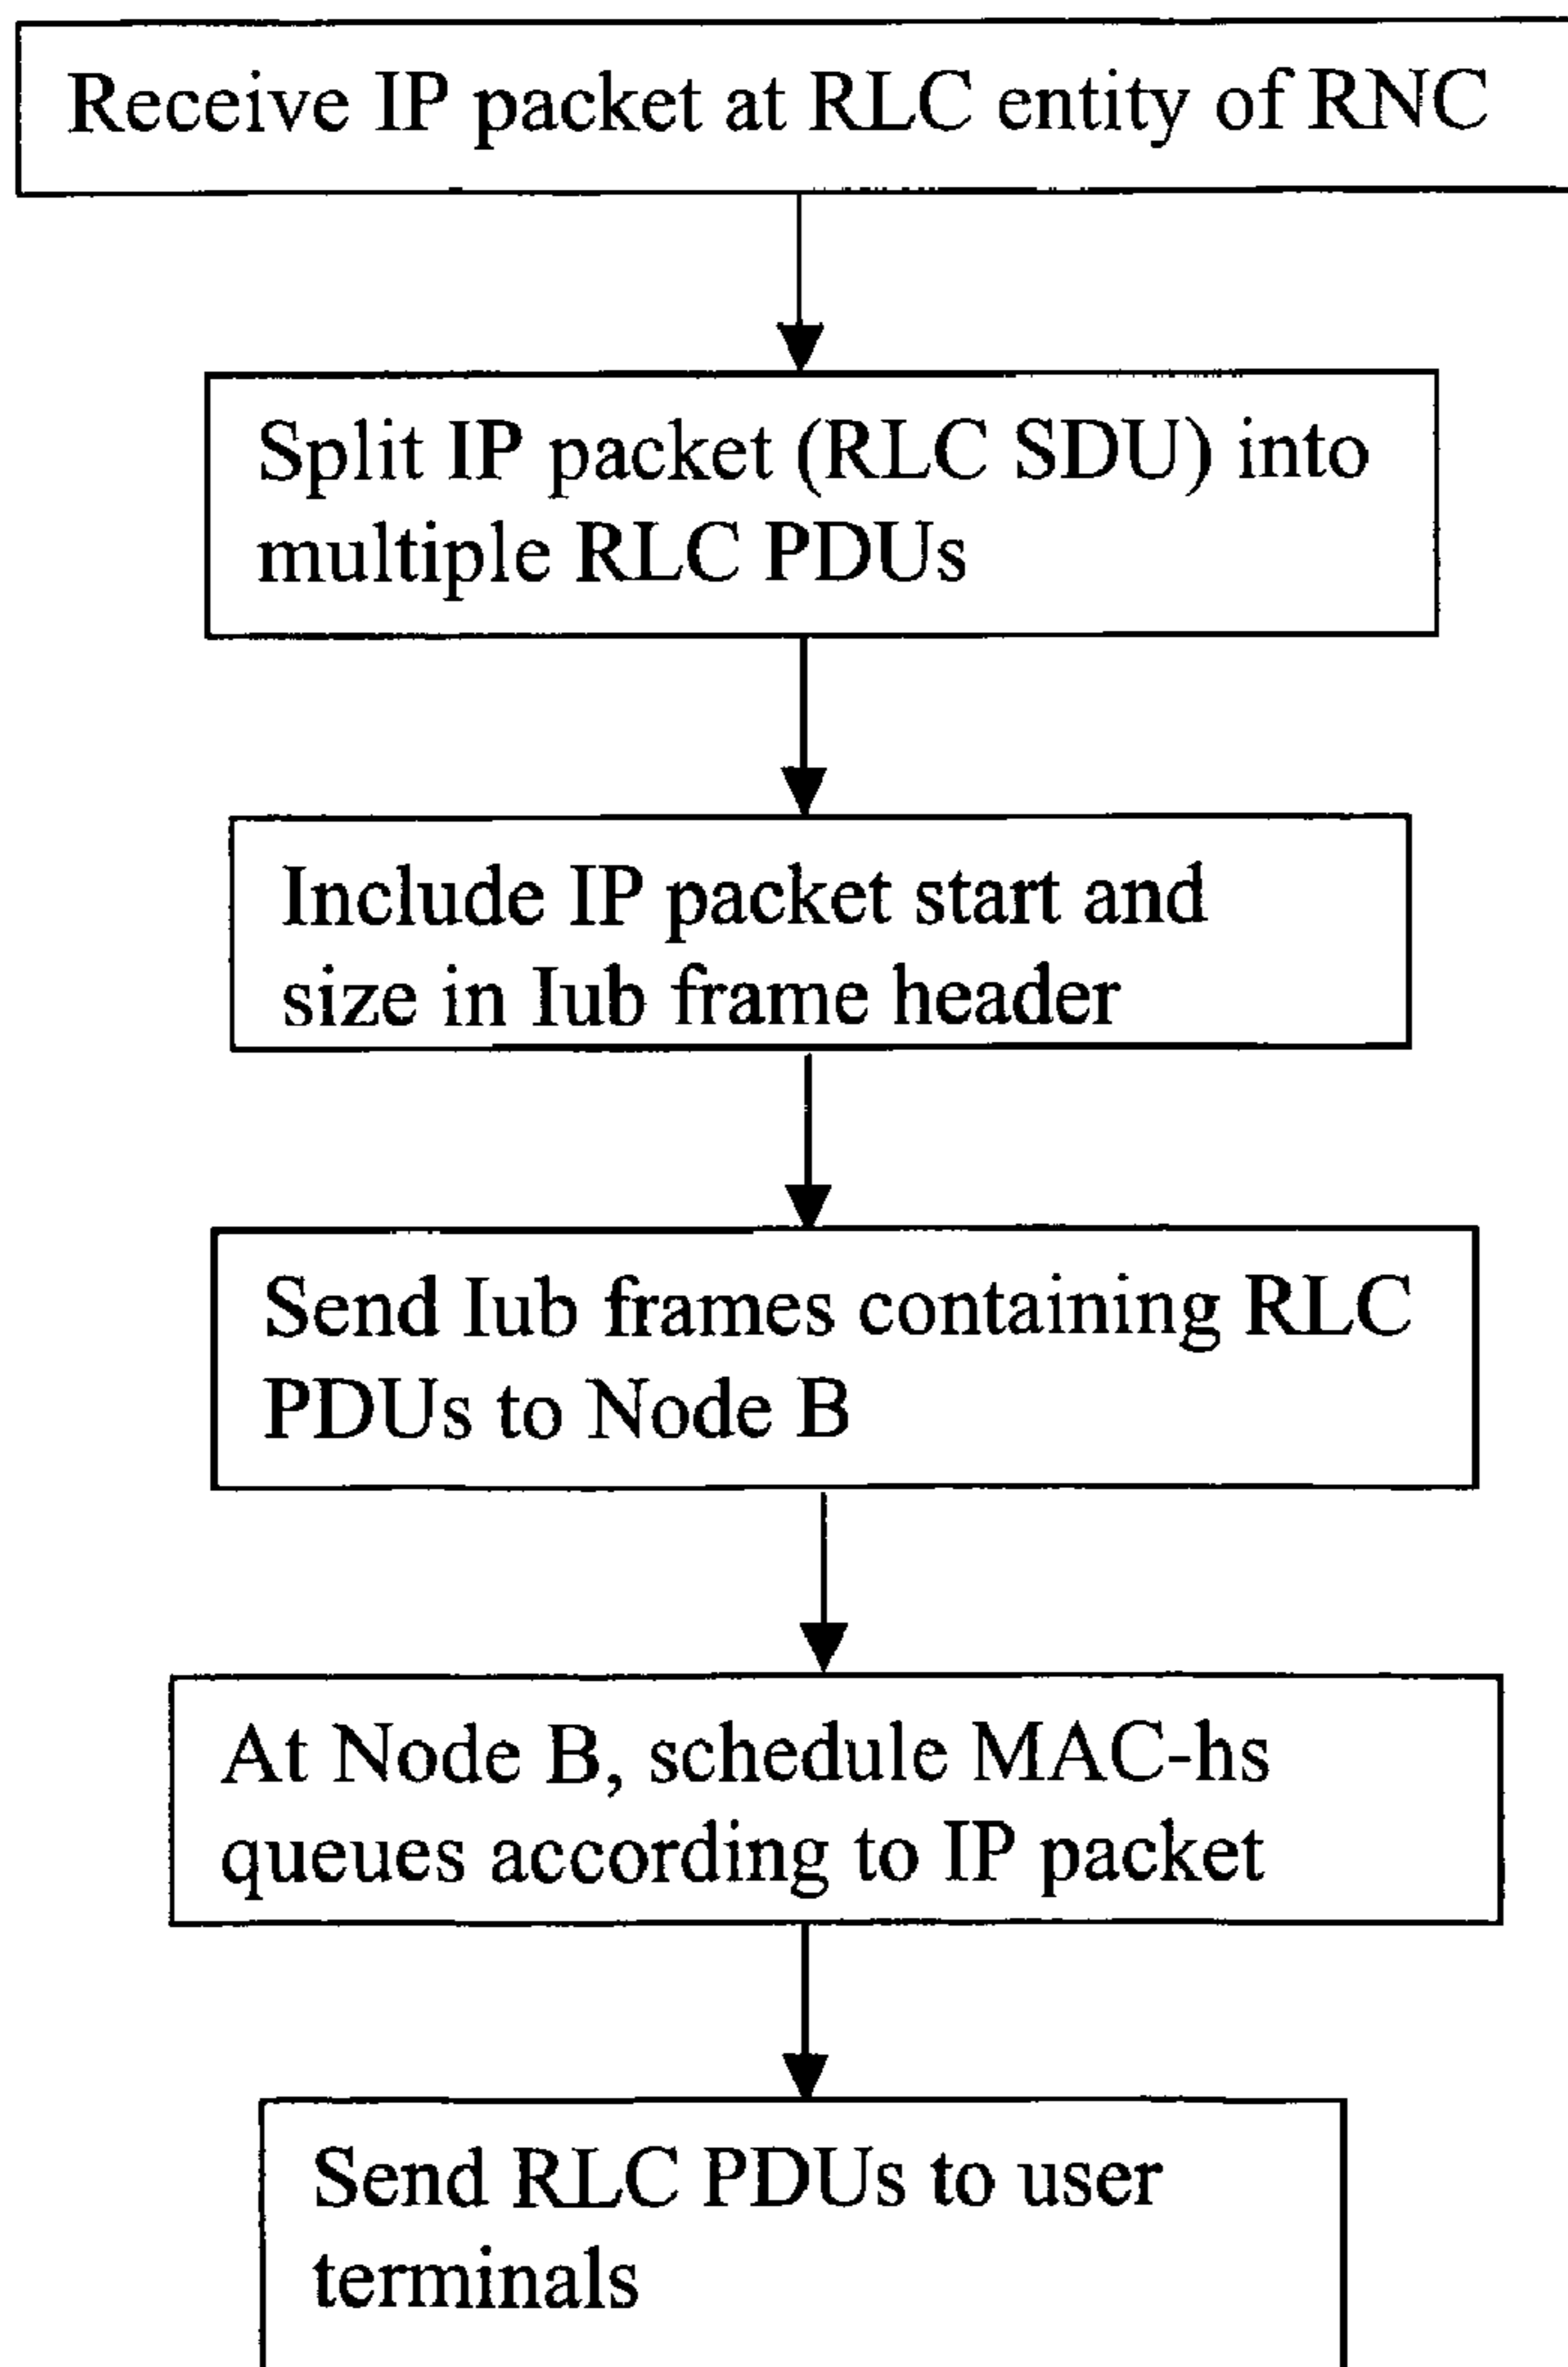 Receive IP packet at RLC entity of RNC
Split IP packet (RLC SDU) into
multiple RLC PDUs
Include IP packet start and
size in Iub frame header
Send Iub frames containing RLC
PDUs to Node B
At Node B, schedule MAC-hs
queues according to IP packet
Send RLC PDUs to user
terminals